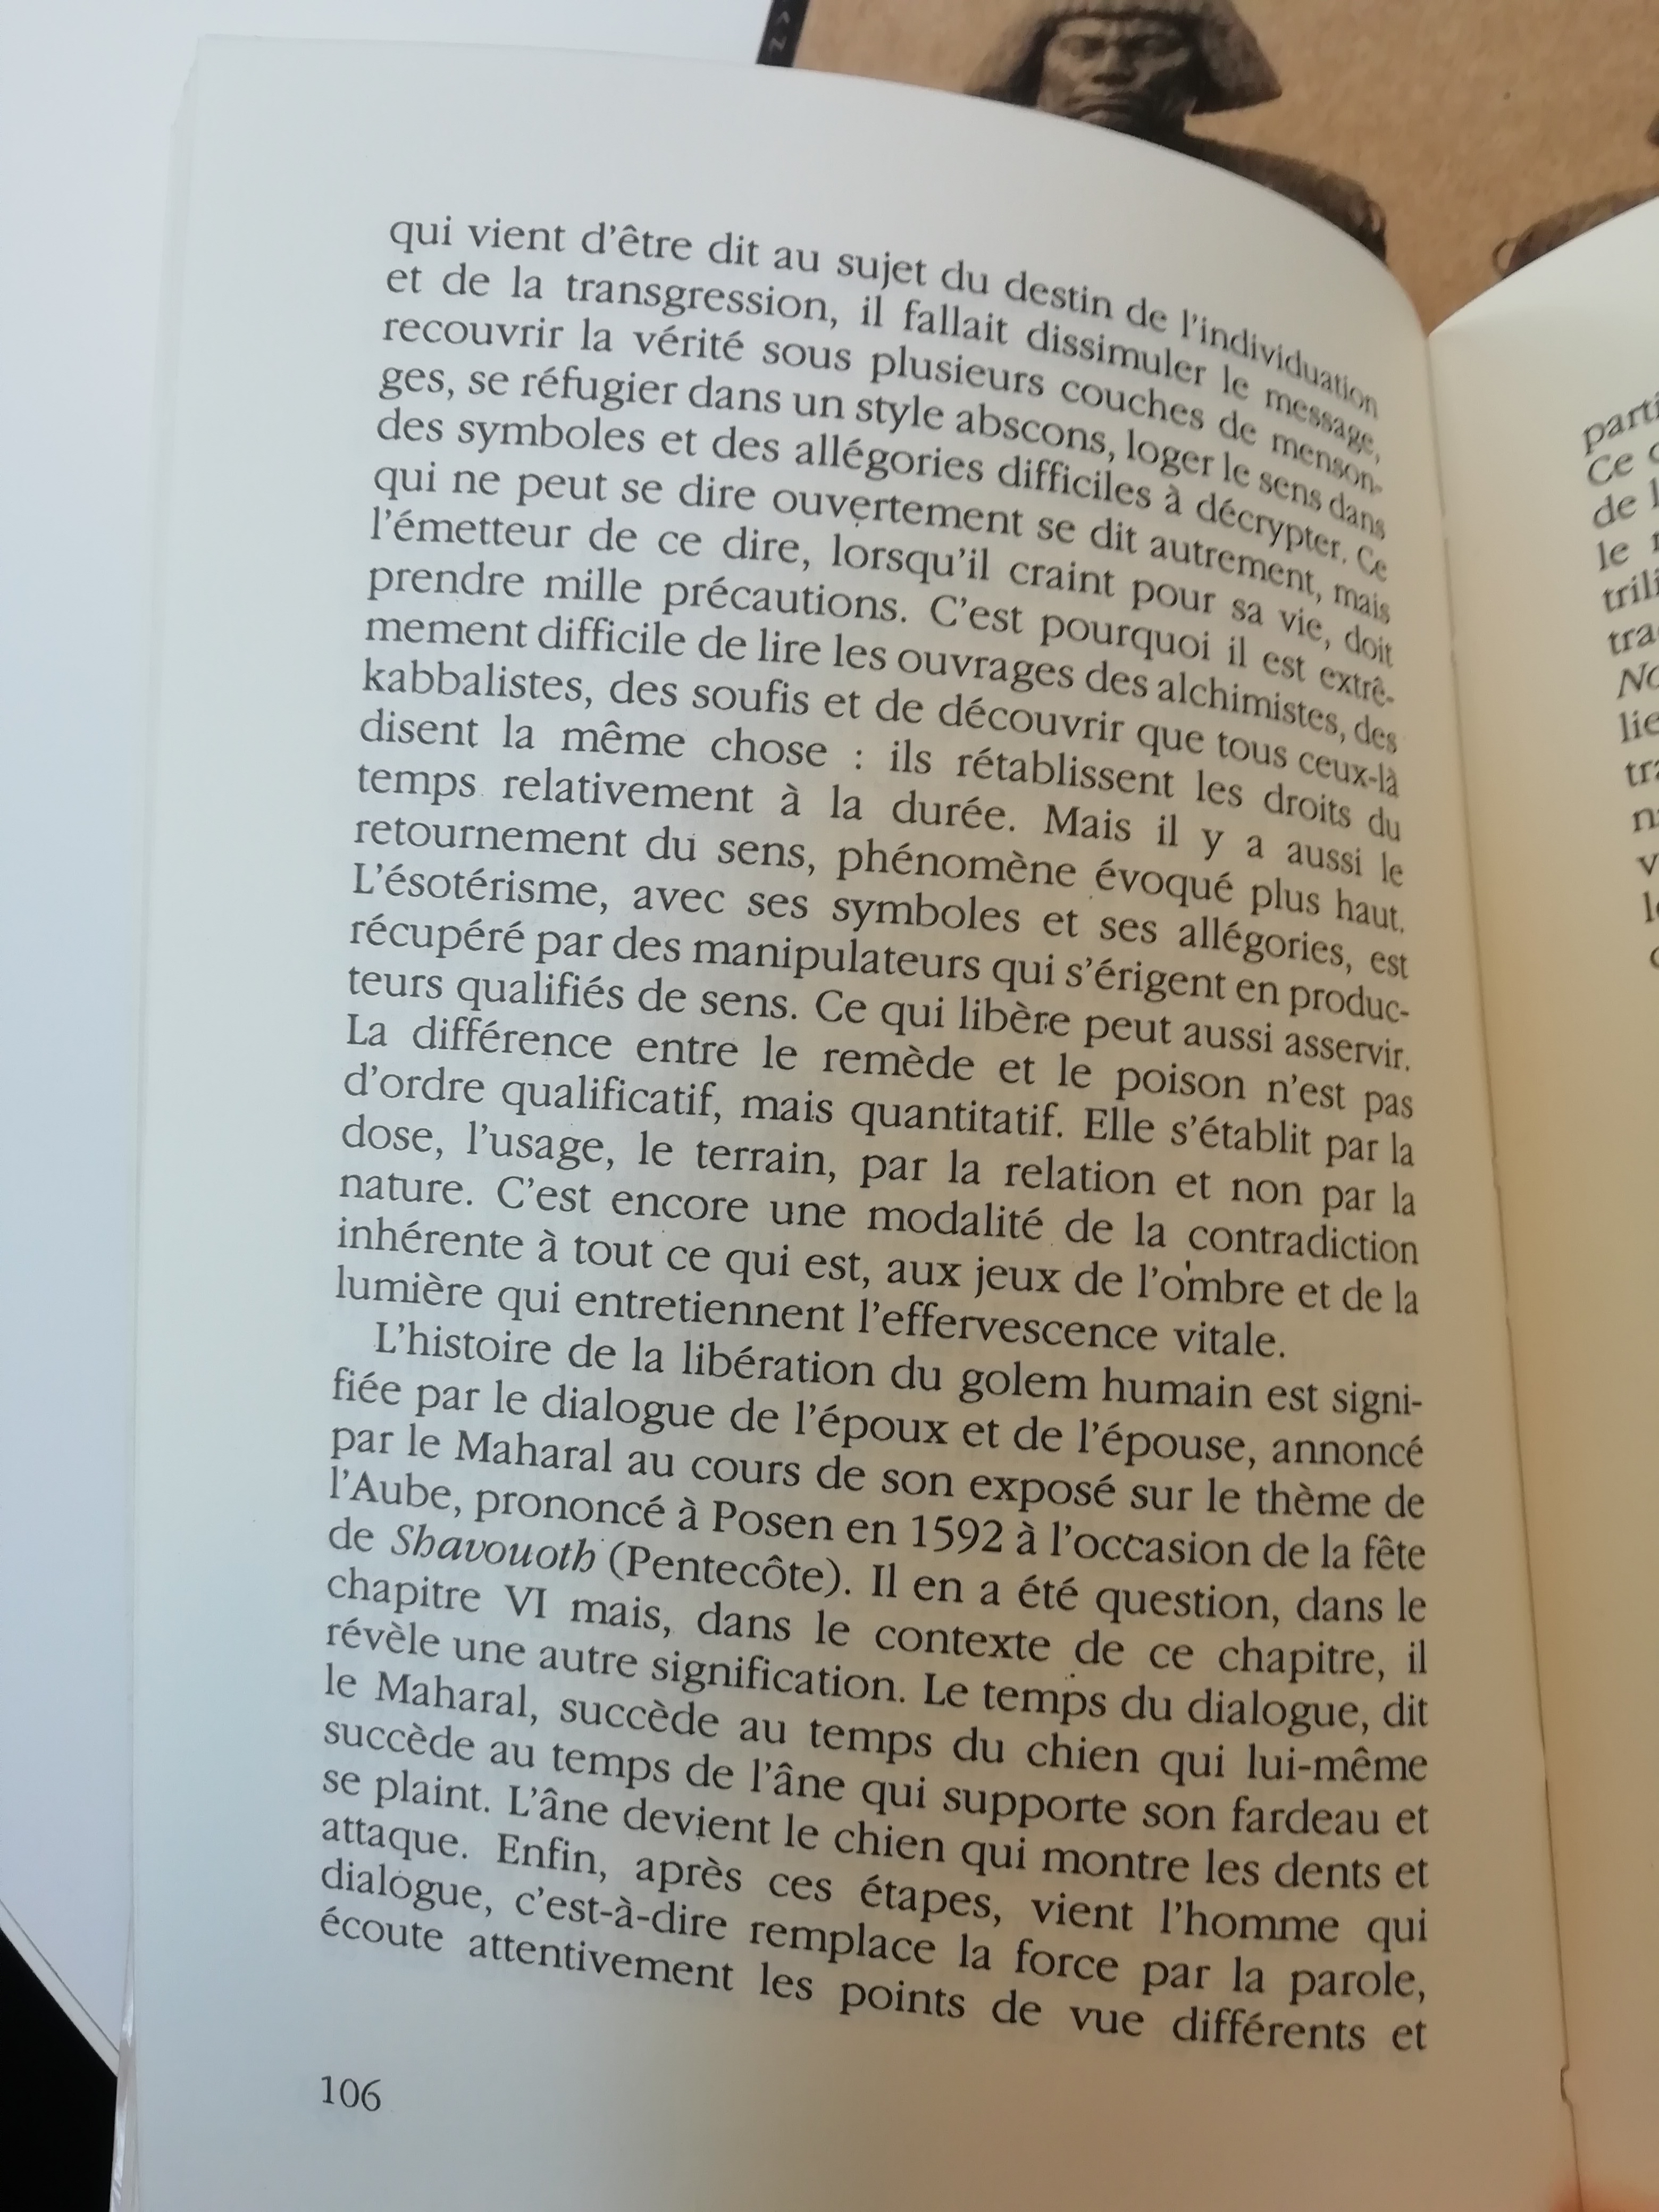 qui vient d'être dit au sujet du destin de l'individuation
et de la transgression, il fallait dissimuler le message,
recouvrir la vérité sous plusieurs couches de menson-
ges, se réfugier dans un style abscons, loger le sens dans
des symboles et des allégories difficiles à décrypter. Ce
qui ne peut se dire ouvertement se dit autrement, mais
l'émetteur de ce dire, lorsqu'il craint pour sa vie, doit
prendre mille précautions. C'est pourquoi il est extrê-
mement difficile de lire les ouvrages des alchimistes, des
kabbalistes, des soufis et de découvrir que tous ceux-là
disent la même chose : ils rétablissent les droits du
temps relativement à la durée. Mais il y a aussi le
retournement du sens, phénomène évoqué plus haut.
L'ésotérisme, avec ses symboles et ses allégories, est
récupéré par des manipulateurs qui s'érigent en produc-
teurs qualifiés de sens. Ce qui libère peut aussi asservir.
La différence entre le remède et le poison n'est pas
d'ordre qualificatif, mais quantitatif. Elle s'établit par la
dose, l'usage, le terrain, par la relation et non par la
nature. C'est encore une modalité de la contradiction
inhérente à tout ce qui est, aux jeux de l'ombre et de la
lumière qui entretiennent l'effervescence vitale.
L'histoire de la libération du golem humain est signi-
fiée par le dialogue de l'époux et de l'épouse, annoncé
par le Maharal au cours de son exposé sur le thème de
l'Aube, prononcé à Posen en 1592 à l'occasion de la fête
de Shavouoth (Pentecôte). Il en a été question, dans le
chapitre VI mais, dans le contexte de ce chapitre, il
révèle une autre signification. Le temps du dialogue, dit
le Maharal, succède au temps du chien qui lui-même
succède au temps de l'âne qui supporte son fardeau et
se plaint. L'âne devient le chien qui montre les dents et
attaque. Enfin, après ces étapes, vient l'homme qui
dialogue, c'est-à-dire remplace la force par la parole,
écoute attentivement les points de vue différents et
106
Ce
de
le